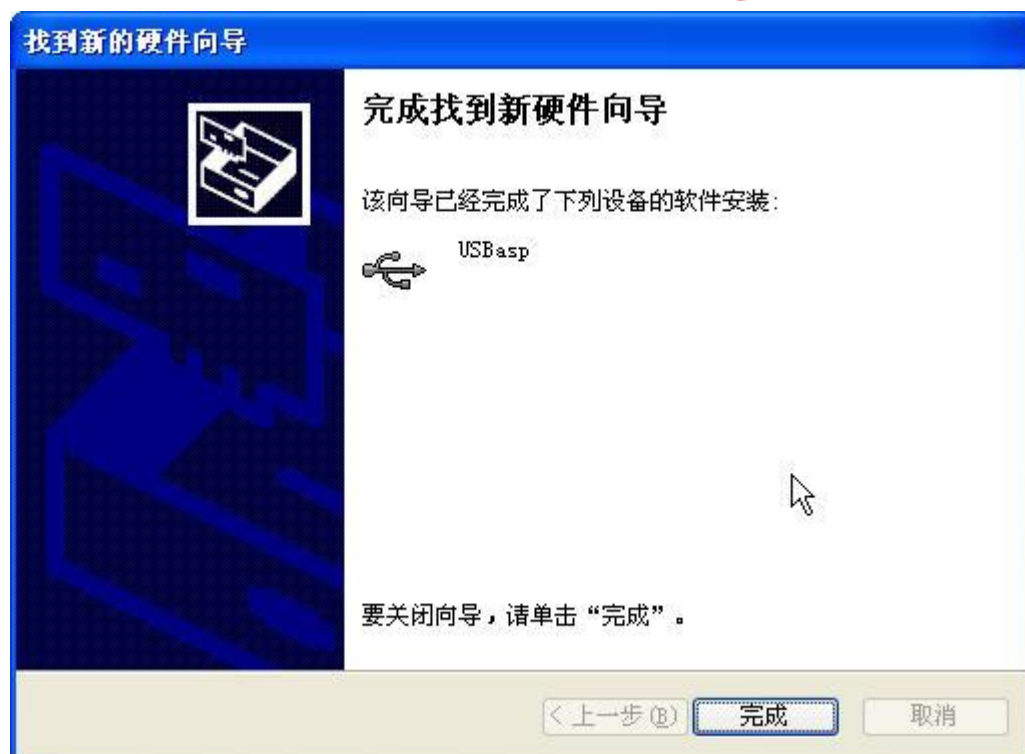 找到新的硬件向导
完成找到新硬件向导
该向导已经完成了下列设备的软件安装:
USBasp
要关闭向导，请单击“完成”。
< 上一步(B) 完成 取消